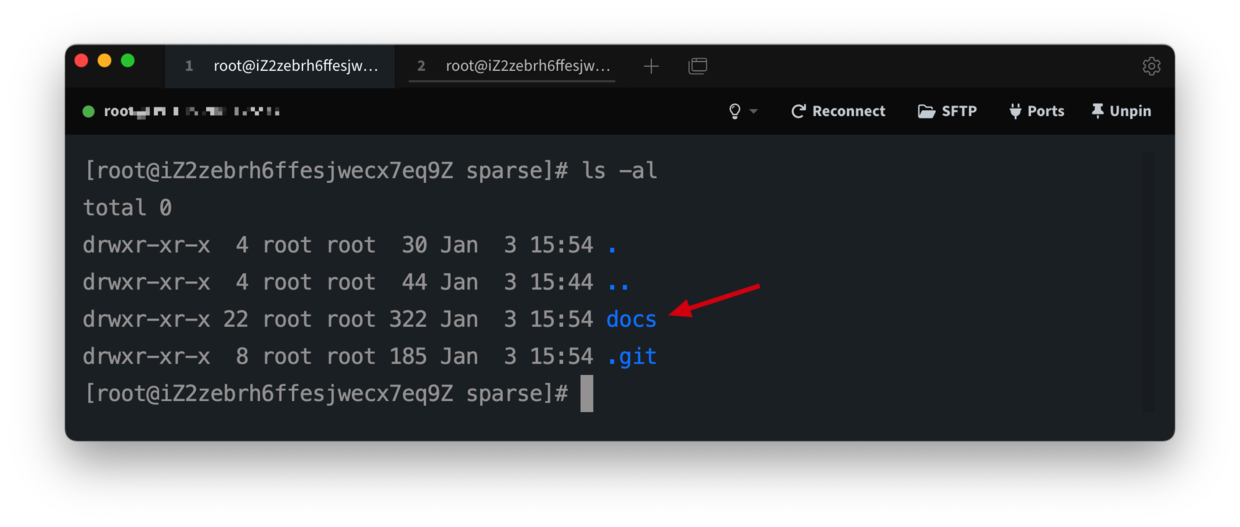 1 root@iZ2zebrh6ffesjw... 2 root@iZ2zebrh6ffesjw...
root Reconnect SFTP Ports Unpin
[root@iZ2zebrh6ffesjwecx7eq9Z sparse]# ls -al
total 0
drwxr-xr-x  4 root root  30 Jan  3 15:54 .
drwxr-xr-x  4 root root  44 Jan  3 15:44 ..
drwxr-xr-x 22 root root 322 Jan  3 15:54 docs
drwxr-xr-x  8 root root 185 Jan  3 15:54 .git
[root@iZ2zebrh6ffesjwecx7eq9Z sparse]#